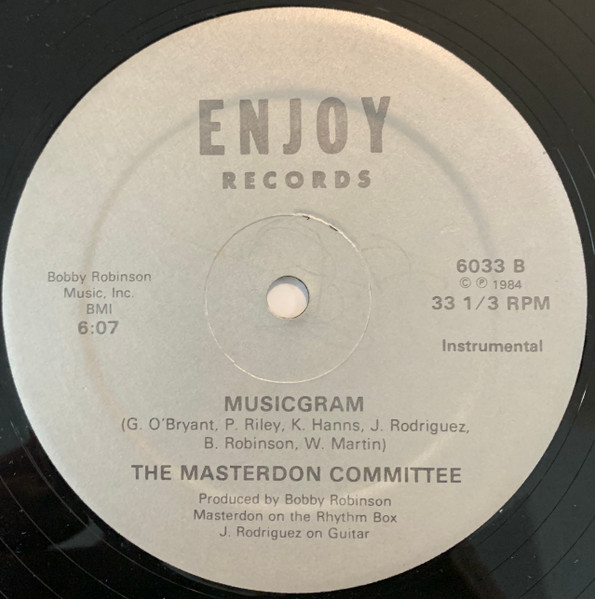 ENJOY
RECORDS
Bobby Robinson
Music, Inc.
BMI
6:07
6033 B
© ℗ 1984
33 1/3 RPM
Instrumental
MUSICGRAM
(G. O'Bryant, P. Riley, K. Hanns, J. Rodriguez,
B. Robinson, W. Martin)
THE MASTERDON COMMITTEE
Produced by Bobby Robinson
Masterdon on the Rhythm Box
J. Rodriguez on Guitar